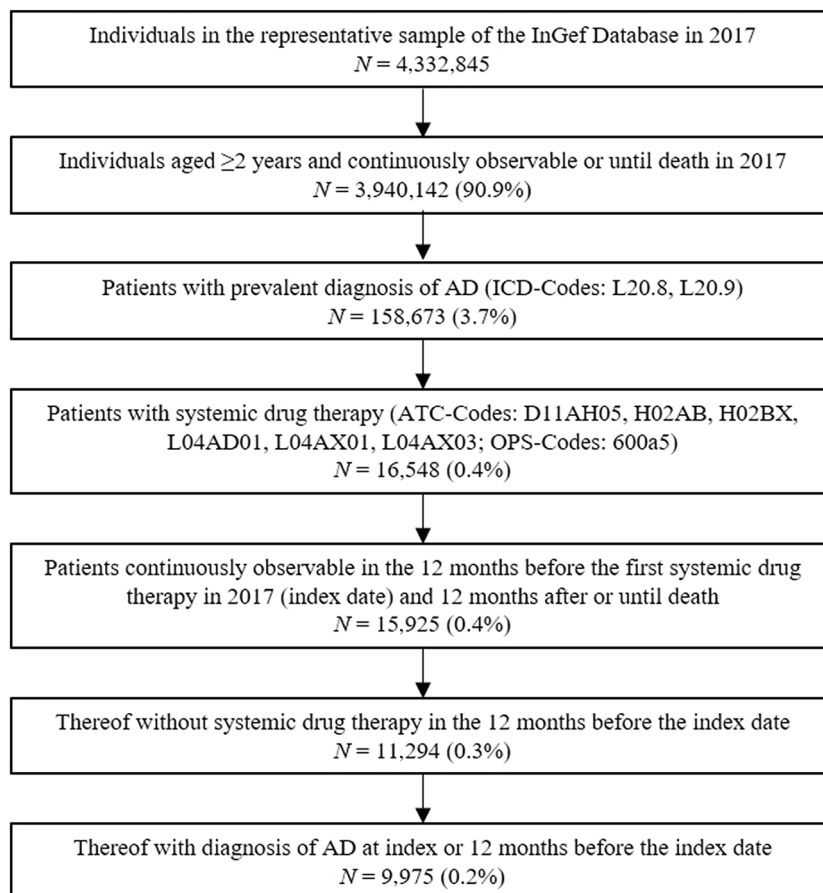 Individuals in the representative sample of the InGef Database in 2017
N = 4,332,845
Individuals aged ≥2 years and continuously observable or until death in 2017
N = 3,940,142 (90.9%)
Patients with prevalent diagnosis of AD (ICD-Codes: L20.8, L20.9)
N = 158,673 (3.7%)
Patients with systemic drug therapy (ATC-Codes: D11AH05, H02AB, H02BX,
L04AD01, L04AX01, L04AX03; OPS-Codes: 600a5)
N = 16,548 (0.4%)
Patients continuously observable in the 12 months before the first systemic drug
therapy in 2017 (index date) and 12 months after or until death
N = 15,925 (0.4%)
Thereof without systemic drug therapy in the 12 months before the index date
N = 11,294 (0.3%)
Thereof with diagnosis of AD at index or 12 months before the index date
N = 9,975 (0.2%)